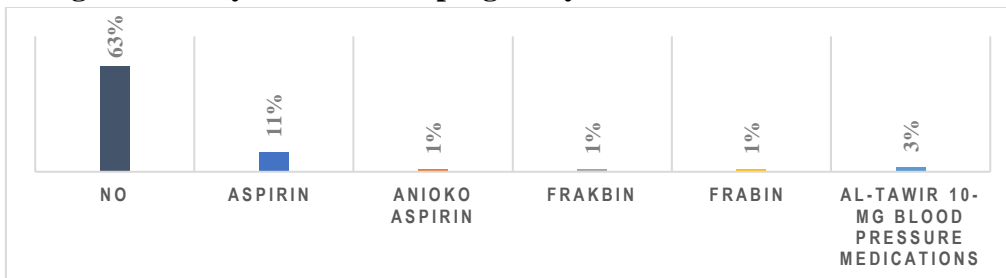 63%
11%
1%
1%
1%
3%
NO
ASPIRIN
ANIOKO
ASPIRIN
FRAKBIN
FRABIN
AL-TAWIR 10-
MG BLOOD
PRESSURE
MEDICATIONS